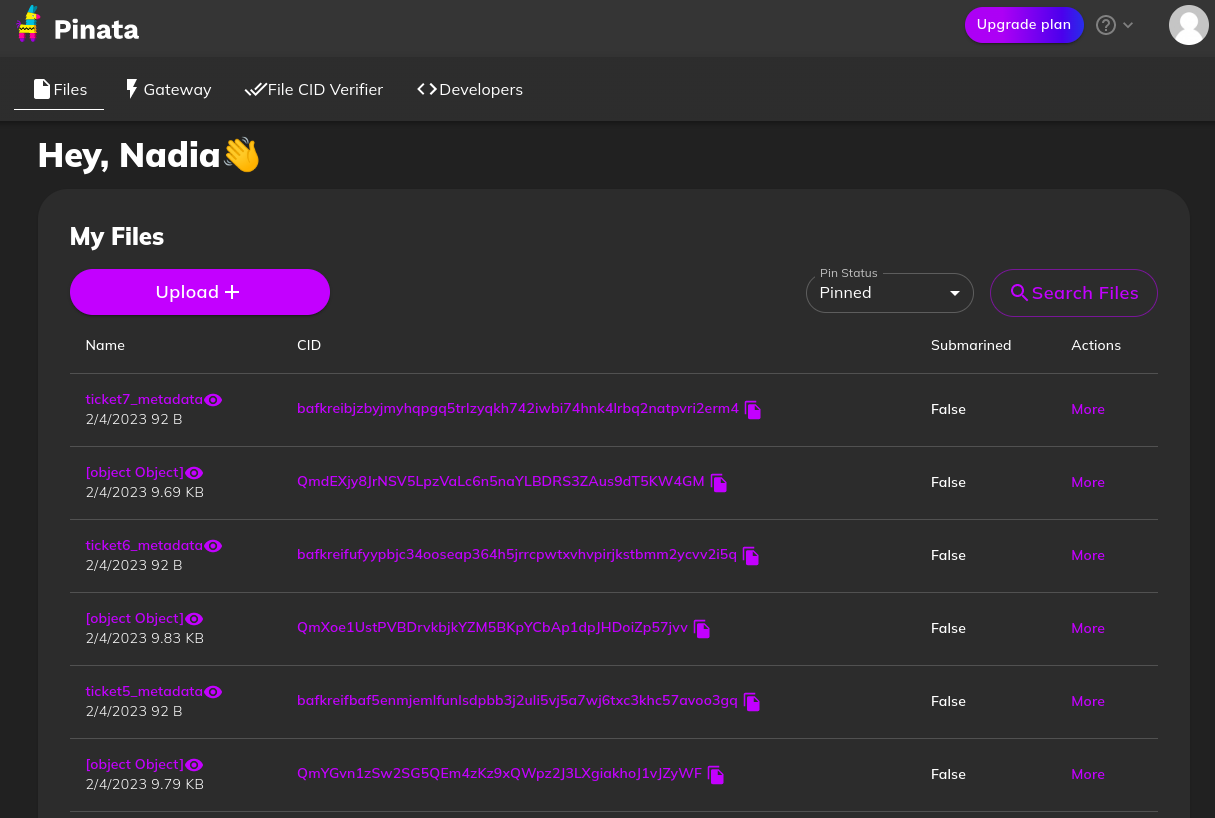 Pinata
Upgrade plan
Files Gateway File CID Verifier Developers
Hey, Nadia
My Files
Upload
Pin Status
Pinned
Search Files
Name CID Submarined Actions
ticket7_metadata
2/4/2023 92 B
bafkreibjzbyjmyhqpgq5trlzyqkh742iwbi74hnk4lrbq2natpvri2erm4
False
More
[object Object]
2/4/2023 9.69 KB
QmdEXjy8JrNSV5LpzVaLc6n5naYLBDRS3ZAus9dT5KW4GM
False
More
ticket6_metadata
2/4/2023 92 B
bafkreifufyypbjc34ooseap364h5jrrcpwtxvhvpirjkstbmm2ycvv2i5q
False
More
[object Object]
2/4/2023 9.83 KB
QmXoe1UstPVBDrvkbjkYZM5BKpYCbAp1dpJHDoiZp57jvv
False
More
ticket5_metadata
2/4/2023 92 B
bafkreifbaf5enmjemlfunlsdpbb3j2uli5vj5a7wj6txc3khc57avoo3gq
False
More
[object Object]
2/4/2023 9.79 KB
QmYGvn1zSw2SG5QEm4zKz9xQWpz2J3LXgiakhoJ1vJZyWF
False
More